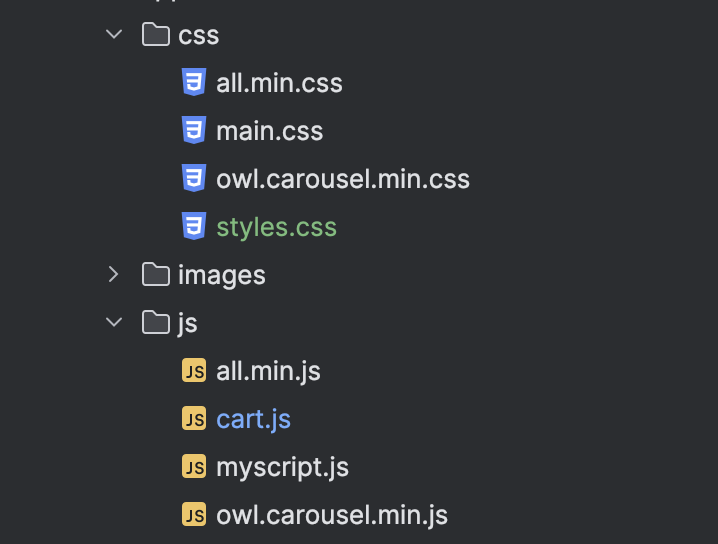 css
all.min.css
main.css
owl.carousel.min.css
styles.css
images
js
JS all.min.js
JS cart.js
JS myscript.js
JS owl.carousel.min.js